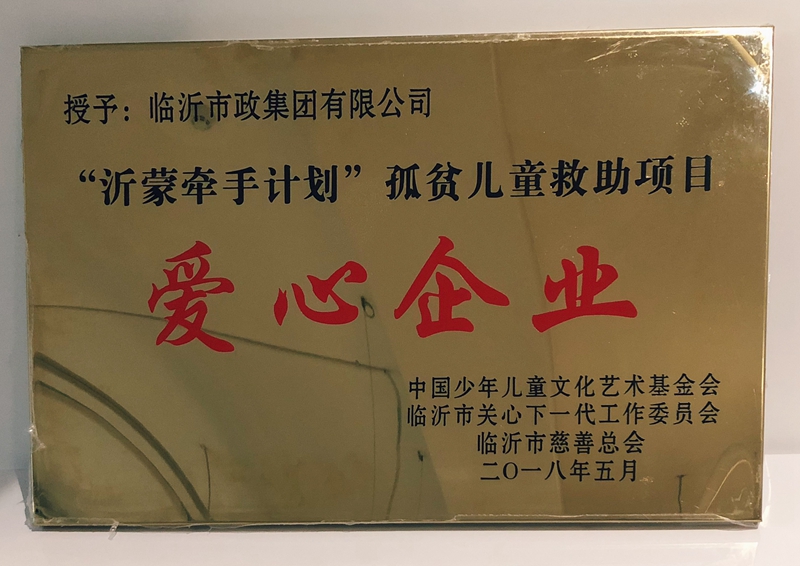 授予：临沂市政集团有限公司
“沂蒙牵手计划”孤贫儿童救助项目
爱心企业
中国少年儿童文化艺术基金会
临沂市关心下一代工作委员会
临沂市慈善总会
二〇一八年五月